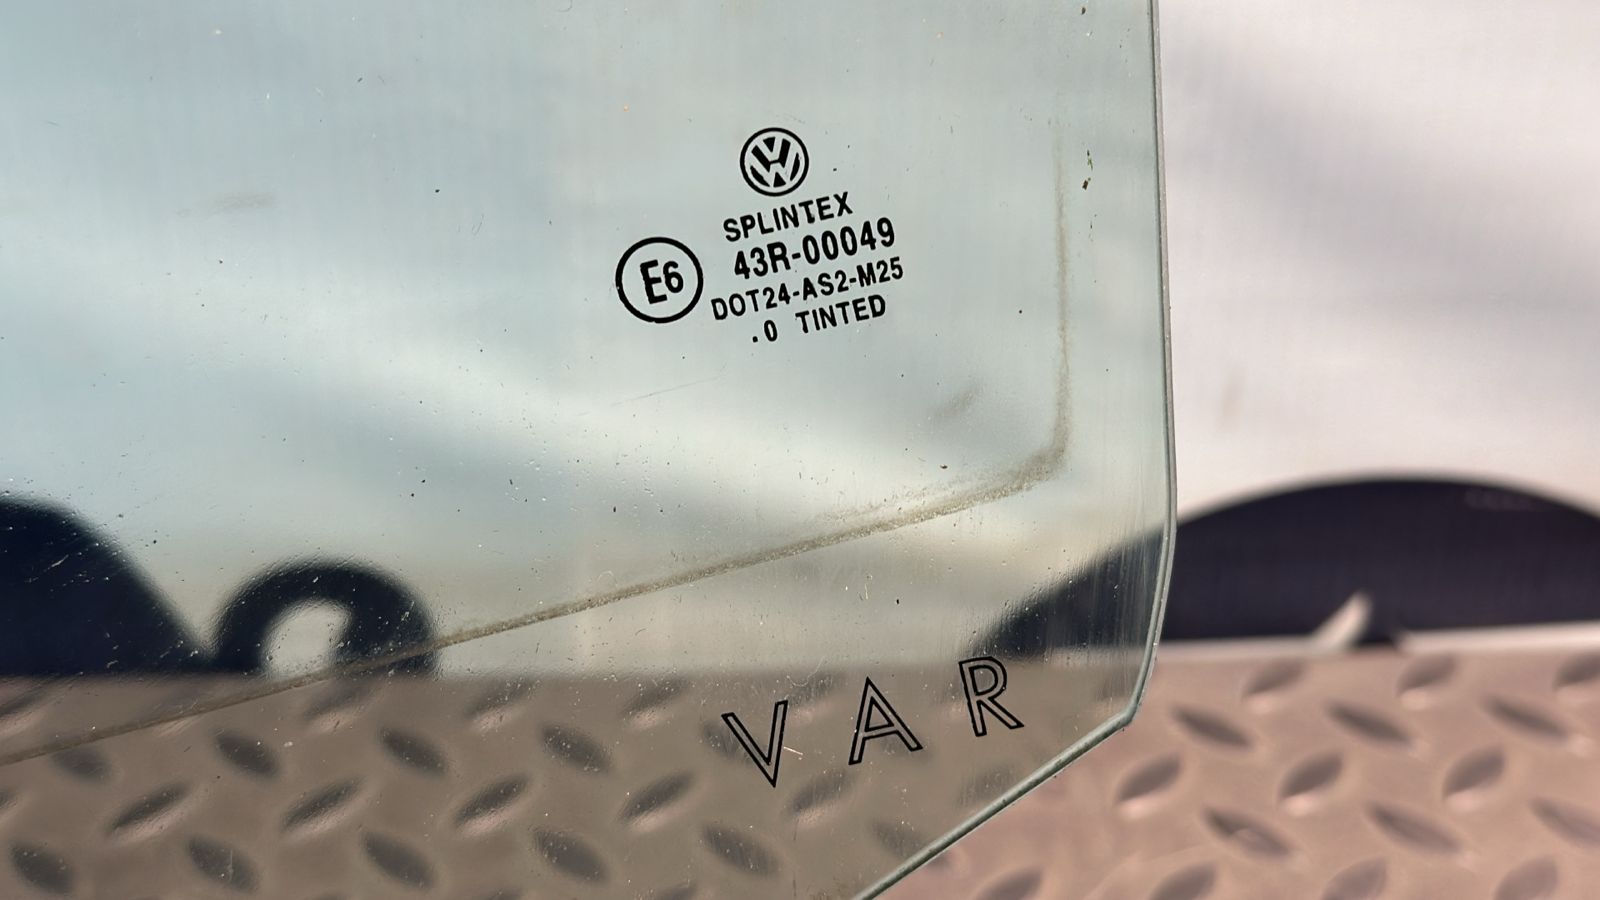 SPLINTEX
E6
43R-00049
DOT24-AS2-M25
.0 TINTED
VAR